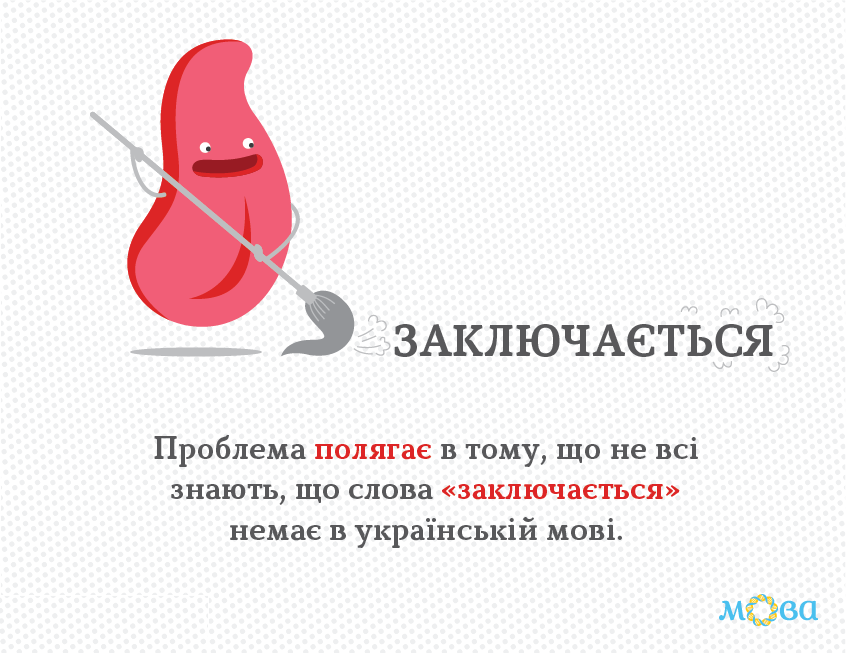 ЗАКЛЮЧАЄТЬСЯ
Проблема полягає в тому, що не всі
знають, що слова «заключається»
немає в українській мові.
мова